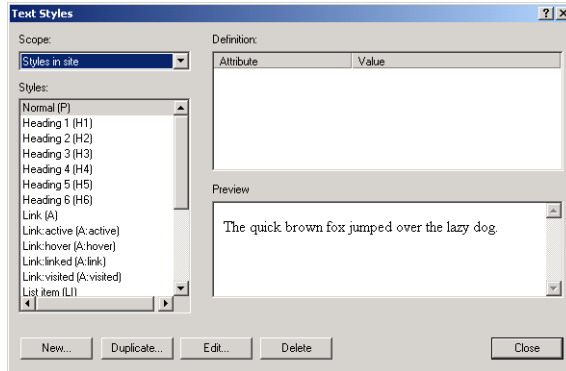 Text Styles
Scope:
Styles in site
Styles:
Normal (P)
Heading 1 (H1)
Heading 2 (H2)
Heading 3 (H3)
Heading 4 (H4)
Heading 5 (H5)
Heading 6 (H6)
Link (A)
Link:active (A:active)
Link:hover (A:hover)
Link:linked (A:link)
Link:visited (A:visited)
List item (LI)
Definition:
Attribute Value
Preview
The quick brown fox jumped over the lazy dog.
New... Duplicate... Edit... Delete Close